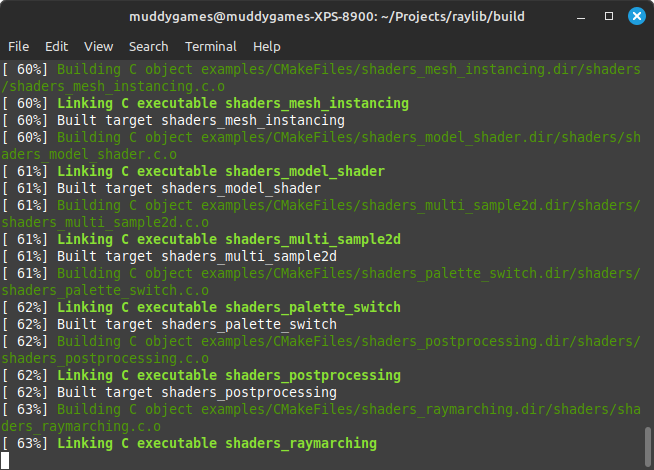 muddygames@muddygames-XPS-8900: ~/Projects/raylib/build
File Edit View Search Terminal Help
[ 60%] Building C object examples/CMakeFiles/shaders_mesh_instancing.dir/shaders
/shaders_mesh_instancing.c.o
[ 60%] Linking C executable shaders_mesh_instancing
[ 60%] Built target shaders_mesh_instancing
[ 60%] Building C object examples/CMakeFiles/shaders_model_shader.dir/shaders/sh
aders_model_shader.c.o
[ 61%] Linking C executable shaders_model_shader
[ 61%] Built target shaders_model_shader
[ 61%] Building C object examples/CMakeFiles/shaders_multi_sample2d.dir/shaders/
shaders_multi_sample2d.c.o
[ 61%] Linking C executable shaders_multi_sample2d
[ 61%] Built target shaders_multi_sample2d
[ 61%] Building C object examples/CMakeFiles/shaders_palette_switch.dir/shaders/
shaders_palette_switch.c.o
[ 62%] Linking C executable shaders_palette_switch
[ 62%] Built target shaders_palette_switch
[ 62%] Building C object examples/CMakeFiles/shaders_postprocessing.dir/shaders/
shaders_postprocessing.c.o
[ 62%] Linking C executable shaders_postprocessing
[ 62%] Built target shaders_postprocessing
[ 63%] Building C object examples/CMakeFiles/shaders_raymarching.dir/shaders/sha
ders_raymarching.c.o
[ 63%] Linking C executable shaders_raymarching